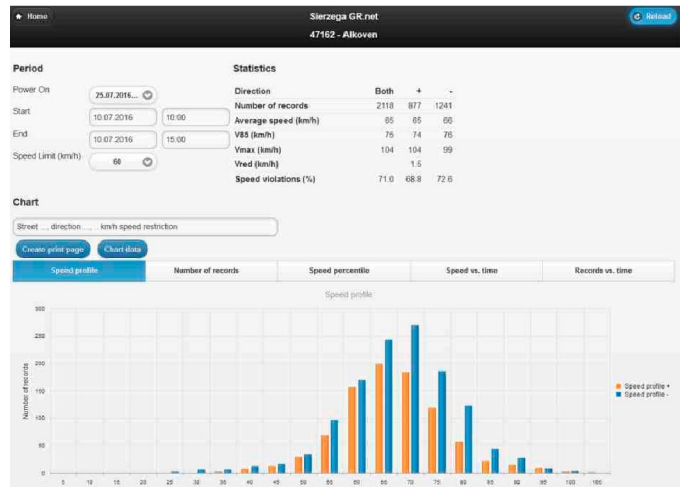 Home
Sierzega GR.net
Reload
47162 - Alkoven
Period
Statistics
Power On
25.07.2016...
Start
10.07.2016
10:00
End
10.07.2016
15:00
Speed Limit (km/h)
60
Direction Both + -
Number of records 2118 877 1241
Average speed (km/h) 65 65 66
V85 (km/h) 75 74 76
Vmax (km/h) 104 104 99
Vred (km/h) 1.5
Speed violations (%) 71.0 68.8 72.6
Chart
Street ..., direction ..., .. km/h speed restriction
Create print page
Chart data
Speed profile
Number of records
Speed percentile
Speed vs. time
Records vs. time
Speed profile
Number of records
300
250
200
150
100
50
0
5 10 15 20 25 30 35 40 45 50 55 60 65 70 75 80 85 90 95 100 105
Speed profile +
Speed profile -